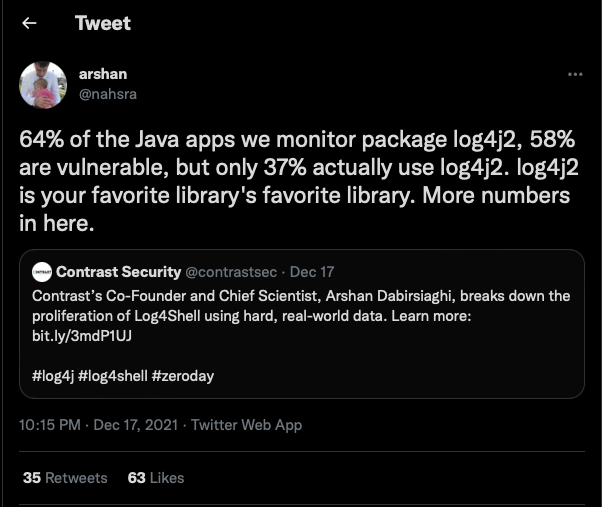 Tweet
arshan
@nahsra
64% of the Java apps we monitor package log4j2, 58%
are vulnerable, but only 37% actually use log4j2. log4j2
is your favorite library's favorite library. More numbers
in here.
Contrast Security @contrastsec · Dec 17
Contrast’s Co-Founder and Chief Scientist, Arshan Dabirsiaghi, breaks down the
proliferation of Log4Shell using hard, real-world data. Learn more:
bit.ly/3mdP1UJ
#log4j #log4shell #zeroday
10:15 PM · Dec 17, 2021 · Twitter Web App
35 Retweets 63 Likes